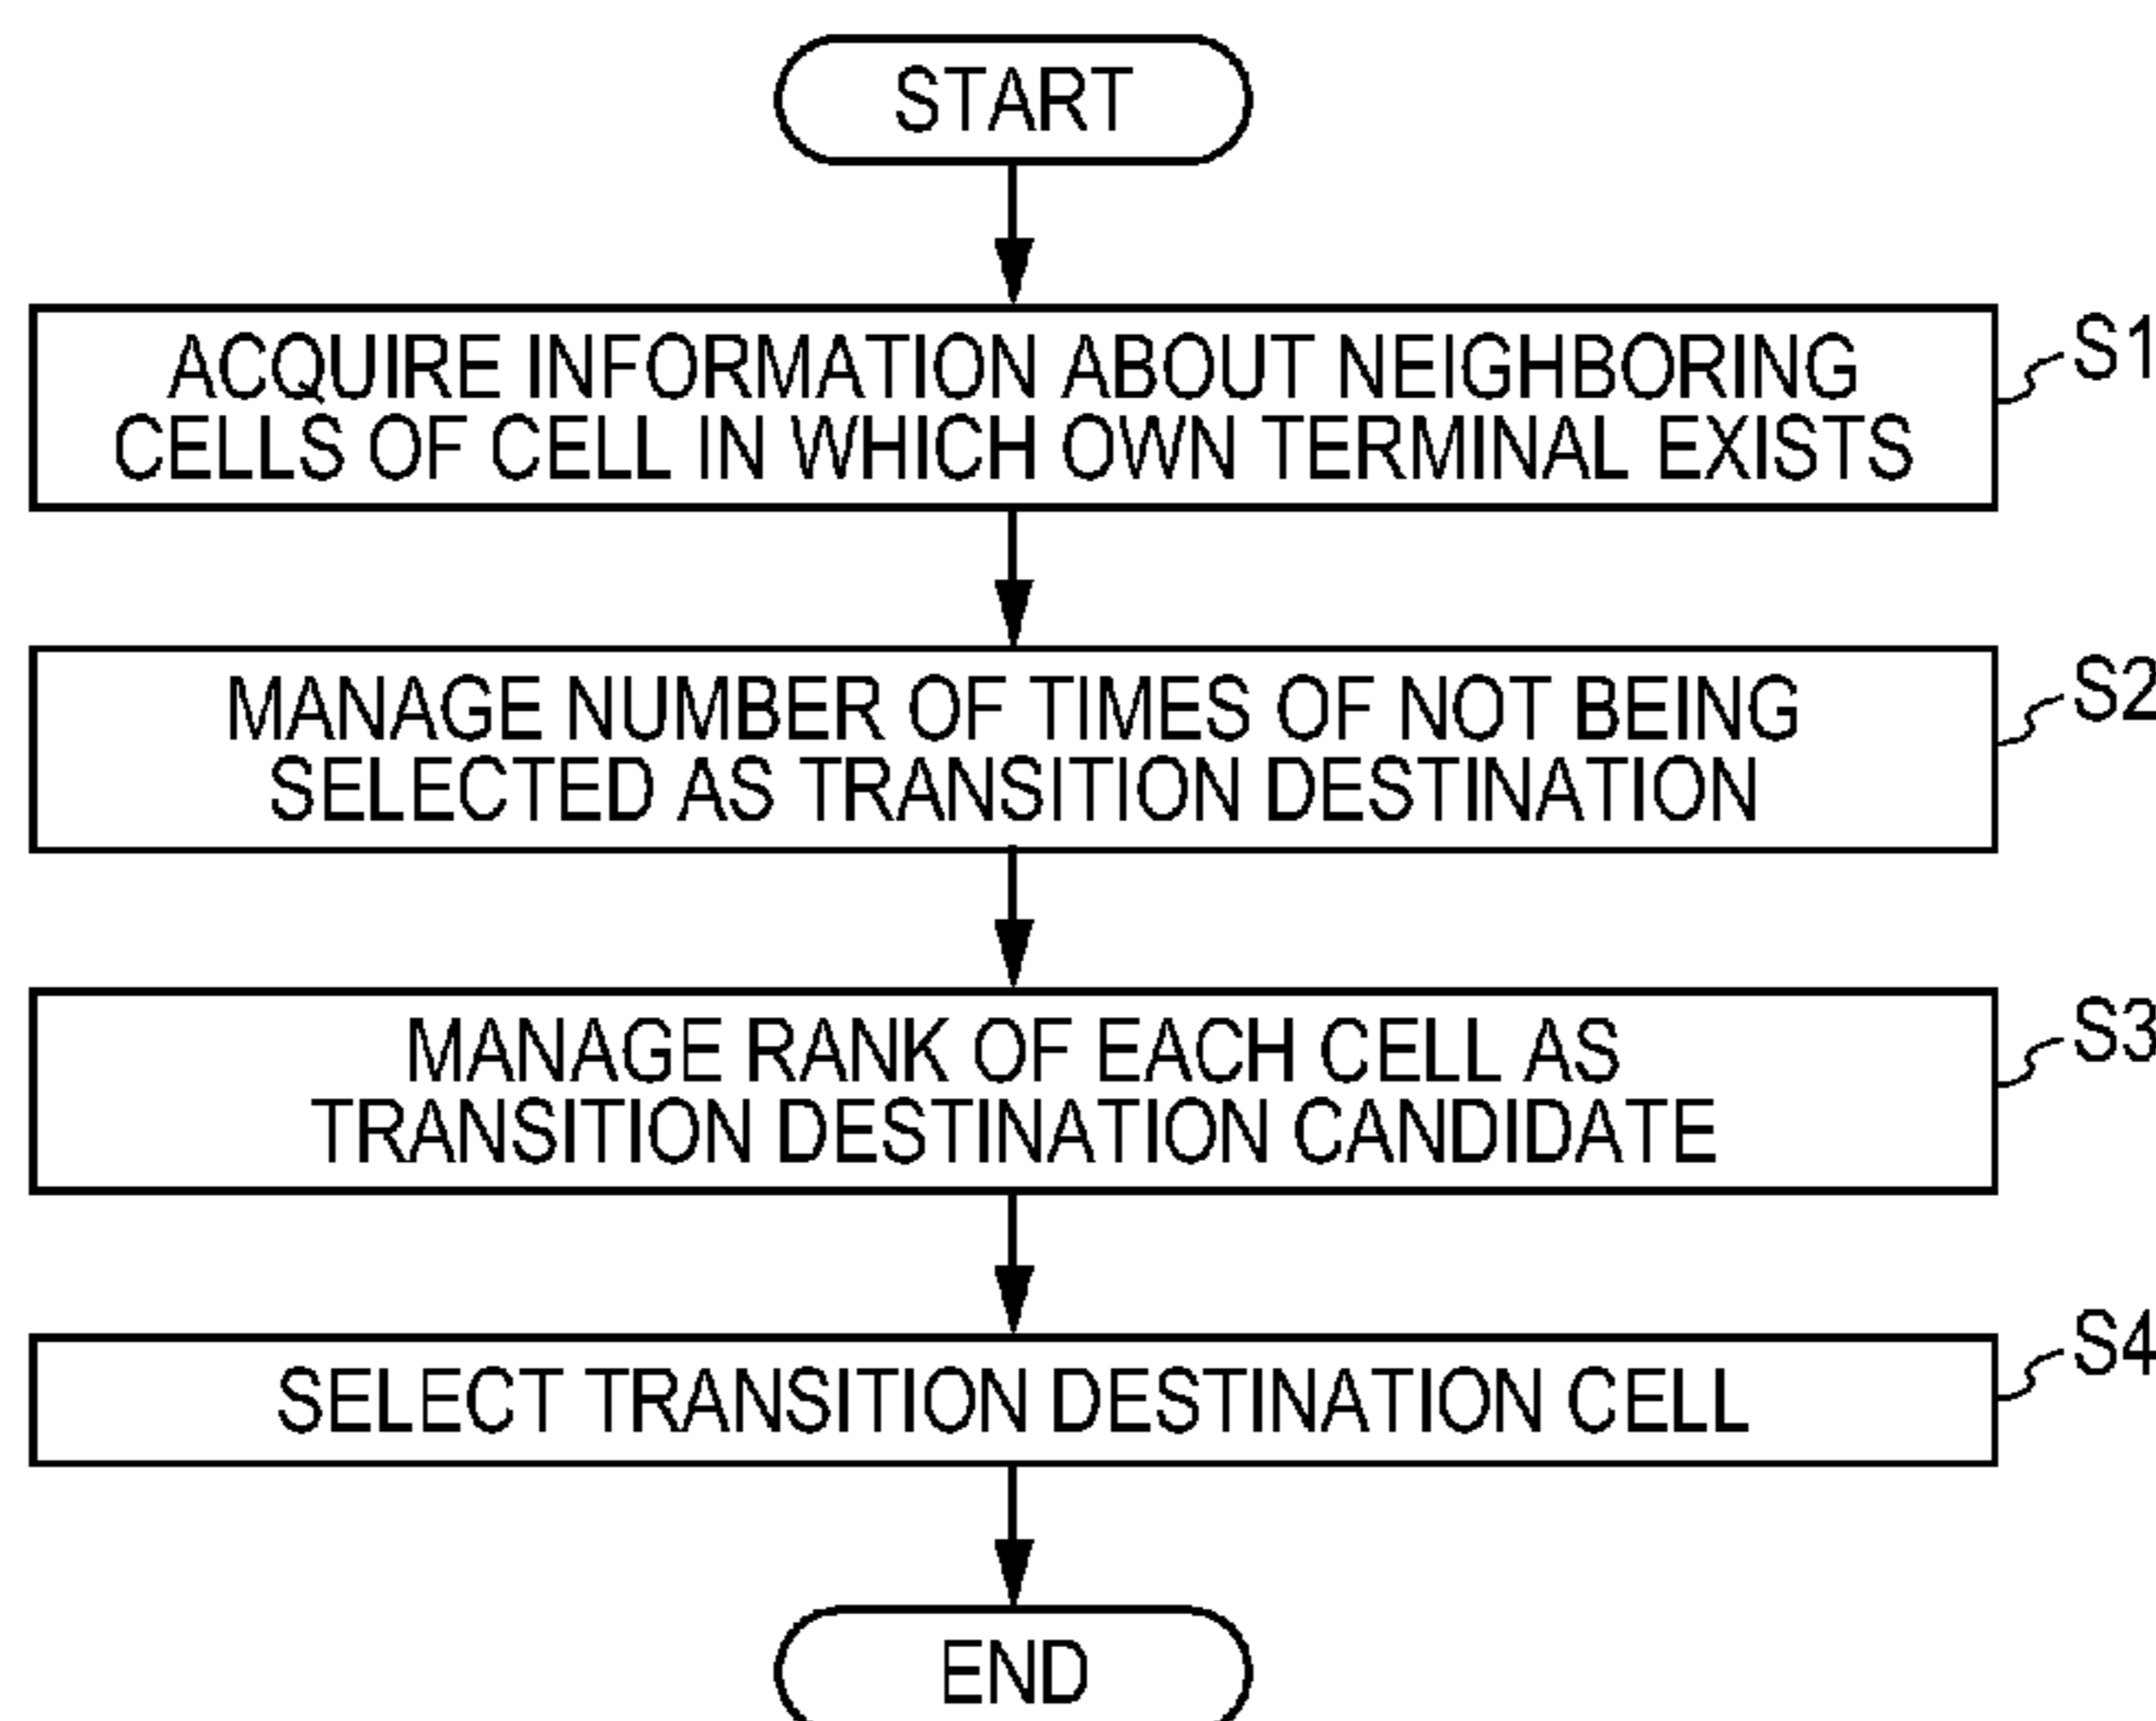 START
ACQUIRE INFORMATION ABOUT NEIGHBORING
CELLS OF CELL IN WHICH OWN TERMINAL EXISTS
S1
MANAGE NUMBER OF TIMES OF NOT BEING
SELECTED AS TRANSITION DESTINATION
S2
MANAGE RANK OF EACH CELL AS
TRANSITION DESTINATION CANDIDATE
S3
SELECT TRANSITION DESTINATION CELL
S4
END